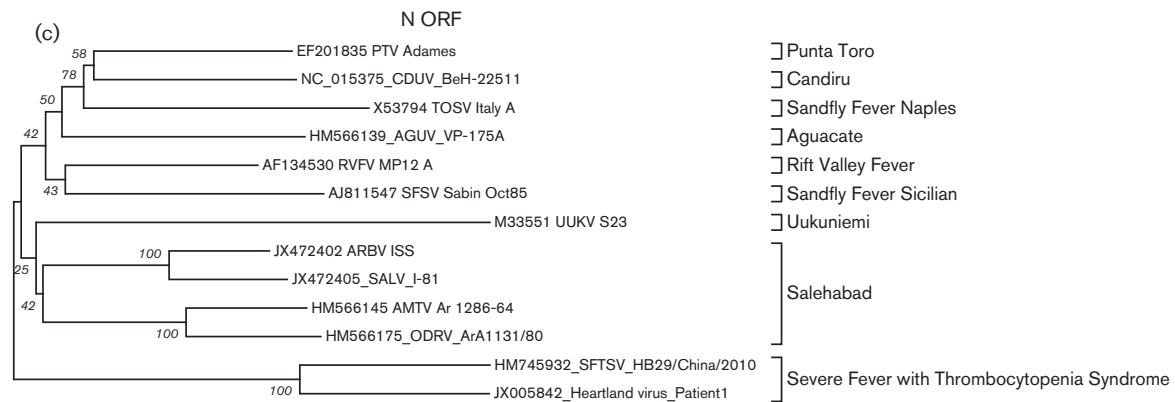 N ORF
(c)
58
EF201835 PTV Adames
Punta Toro
78
NC_015375_CDUV_BeH-22511
Candiru
50
X53794 TOSV Italy A
Sandfly Fever Naples
42
HM566139_AGUV_VP-175A
Aguacate
AF134530 RVFV MP12 A
Rift Valley Fever
43
AJ811547 SFSV Sabin Oct85
Sandfly Fever Sicilian
M33551 UUKV S23
Uukuniemi
100
JX472402 ARBV ISS
25
JX472405_SALV_I-81
Salehabad
42
HM566145 AMTV Ar 1286-64
100
HM566175_ODRV_ArA1131/80
HM745932_SFTSV_HB29/China/2010
Severe Fever with Thrombocytopenia Syndrome
100
JX005842_Heartland virus_Patient1